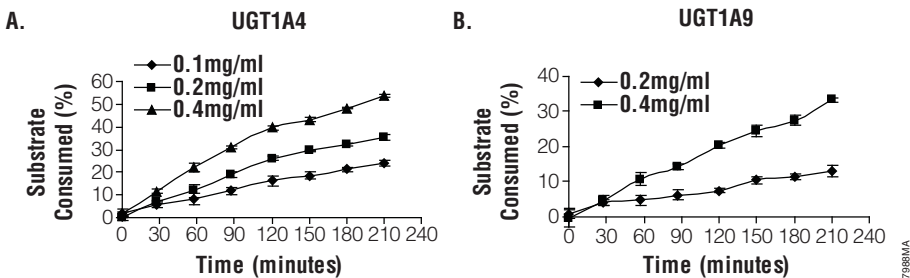 A.
UGT1A4
0.1mg/ml
0.2mg/ml
0.4mg/ml
Substrate
Consumed (%)
60
50
40
30
20
10
0
0 30 60 90 120 150 180 210 240
Time (minutes)
B.
UGT1A9
0.2mg/ml
0.4mg/ml
Substrate
Consumed (%)
40
30
20
10
0
0 30 60 90 120 150 180 210 240
Time (minutes)
7988MA